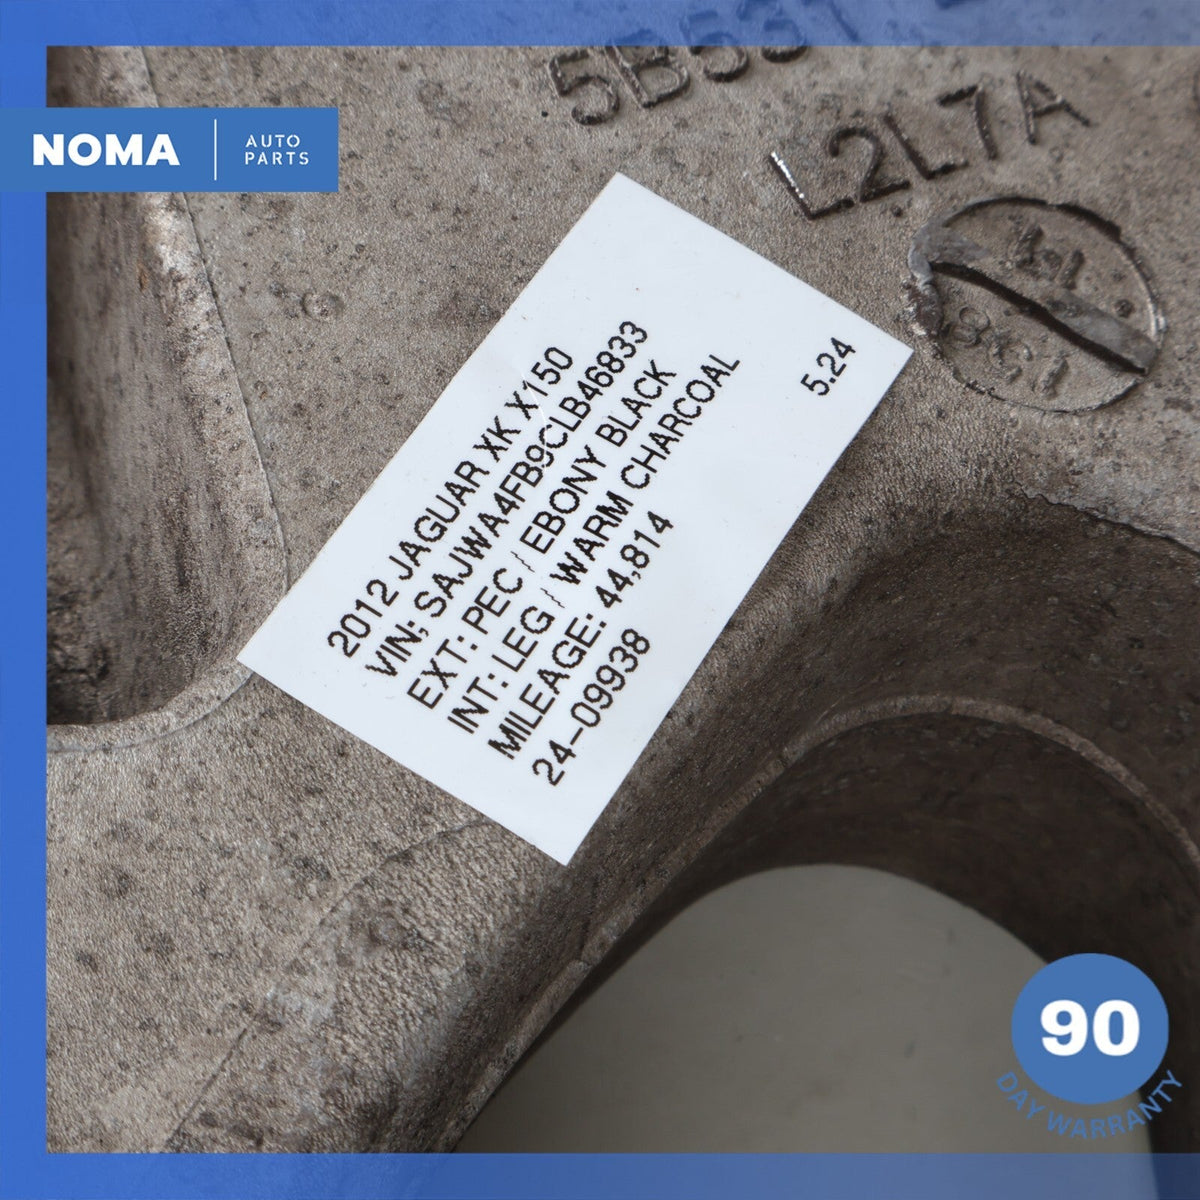 5B537
L2L7A
NOMA
AUTO
PARTS
2012 JAGUAR XK X150
VIN: SAJWA4FB9CLB46833
EXT: PEC / EBONY BLACK
INT: LEG / WARM CHARCOAL
MILEAGE: 44,814
24-09938
5.24
90
DAY WARRANTY